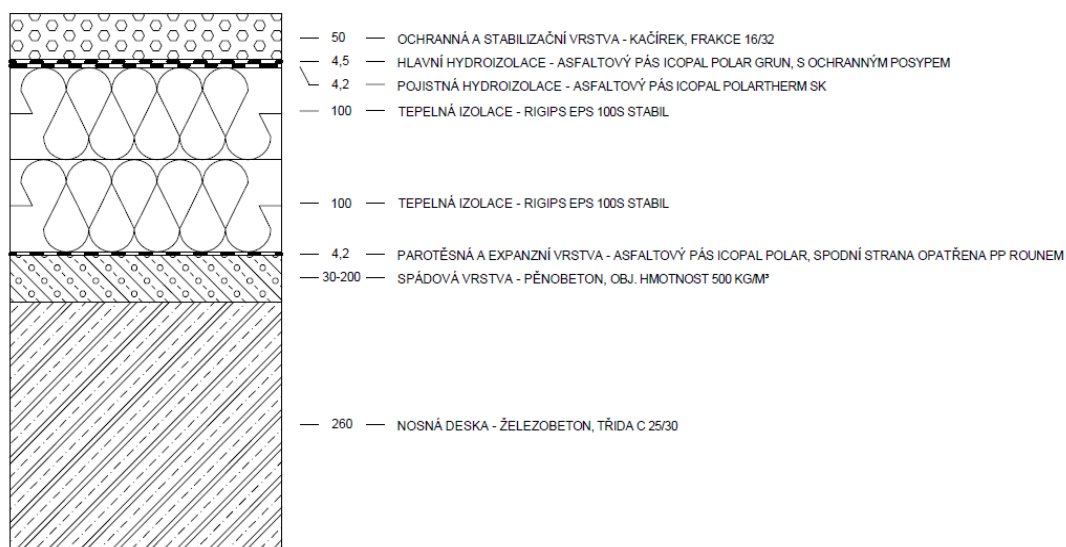 50 OCHRANNÁ A STABILIZAČNÍ VRSTVA - KAČÍREK, FRAKCE 16/32
4,5 HLAVNÍ HYDROIZOLACE - ASFALTOVÝ PÁS ICOPAL POLAR GRUN, S OCHRANNÝM POSYPEM
4,2 POJISTNÁ HYDROIZOLACE - ASFALTOVÝ PÁS ICOPAL POLARTHERM SK
100 TEPELNÁ IZOLACE - RIGIPS EPS 100S STABIL
100 TEPELNÁ IZOLACE - RIGIPS EPS 100S STABIL
4,2 PAROTĚSNÁ A EXPANZNÍ VRSTVA - ASFALTOVÝ PÁS ICOPAL POLAR, SPODNÍ STRANA OPATŘENA PP ROUNEM
30-200 SPÁDOVÁ VRSTVA - PĚNOBETON, OBJ. HMOTNOST 500 KG/M³
260 NOSNÁ DESKA - ŽELEZOBETON, TŘIDA C 25/30